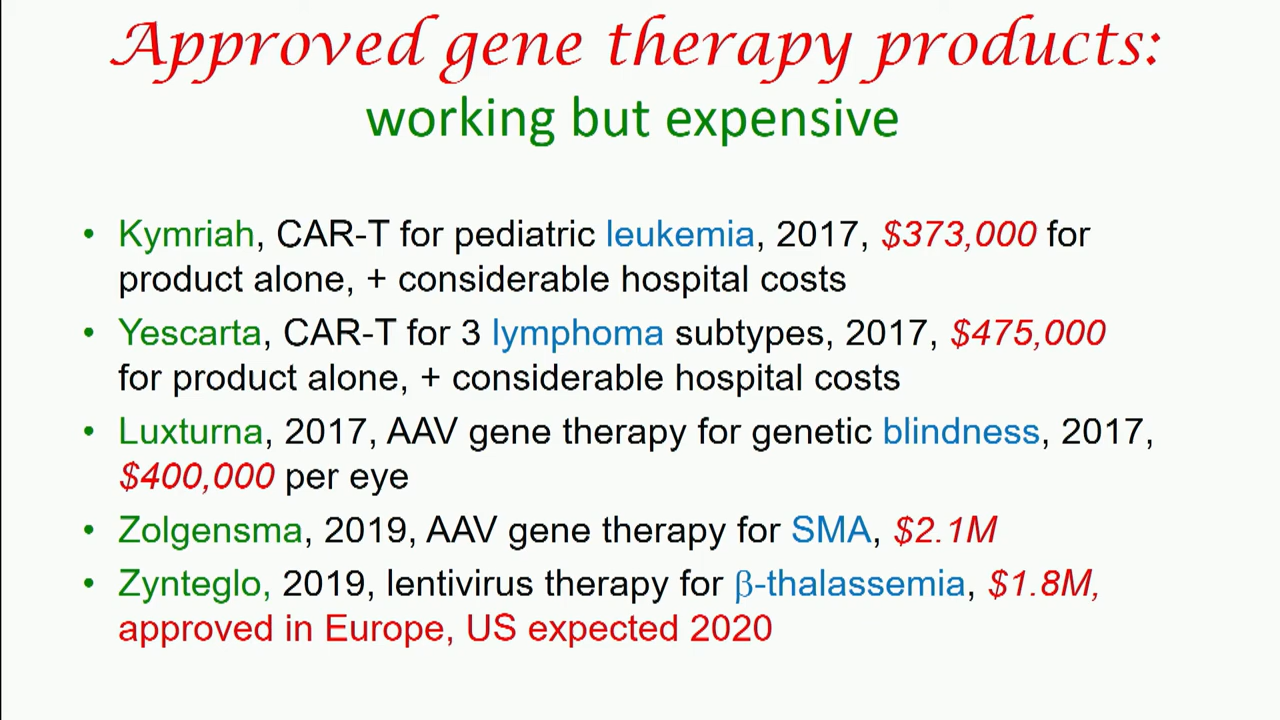 Approved gene therapy products:
working but expensive
• Kymriah, CAR-T for pediatric leukemia, 2017, $373,000 for
product alone, + considerable hospital costs
• Yescarta, CAR-T for 3 lymphoma subtypes, 2017, $475,000
for product alone, + considerable hospital costs
• Luxturna, 2017, AAV gene therapy for genetic blindness, 2017,
$400,000 per eye
• Zolgensma, 2019, AAV gene therapy for SMA, $2.1M
• Zynteglo, 2019, lentivirus therapy for β-thalassemia, $1.8M,
approved in Europe, US expected 2020